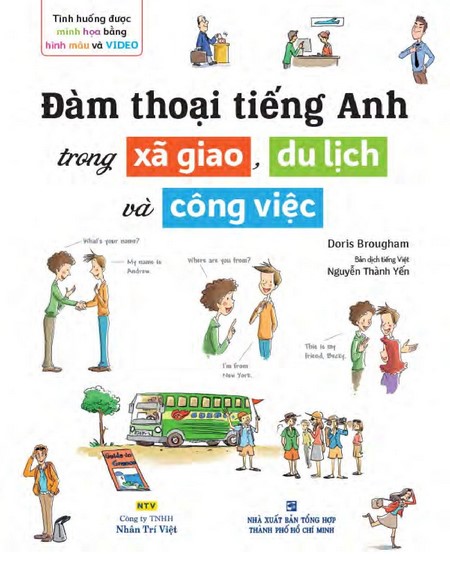 Tình huống được
minh họa bằng
hình màu và VIDEO
Đàm thoại tiếng Anh
trong xã giao, du lịch
và công việc
Doris Brougham
Bản dịch tiếng Việt
Nguyễn Thành Yến
What's your name?
My name is
Andrew.
Where are you from?
I'm from
New York.
This is my
friend, Becky.
Guide to
Greece
NTV
Công ty TNHH
Nhân Trí Việt
NHÀ XUẤT BẢN TỔNG HỢP
THÀNH PHỐ HỒ CHÍ MINH